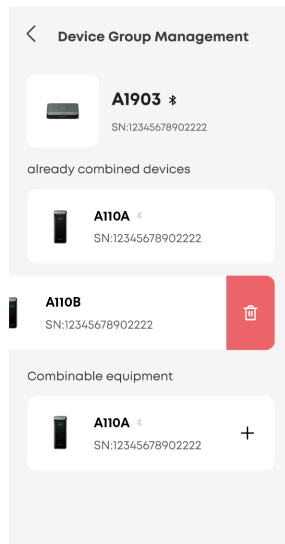 Device Group Management
A1903
SN:12345678902222
already combined devices
A110A
SN:12345678902222
A110B
SN:12345678902222
Combinable equipment
A110A
SN:12345678902222